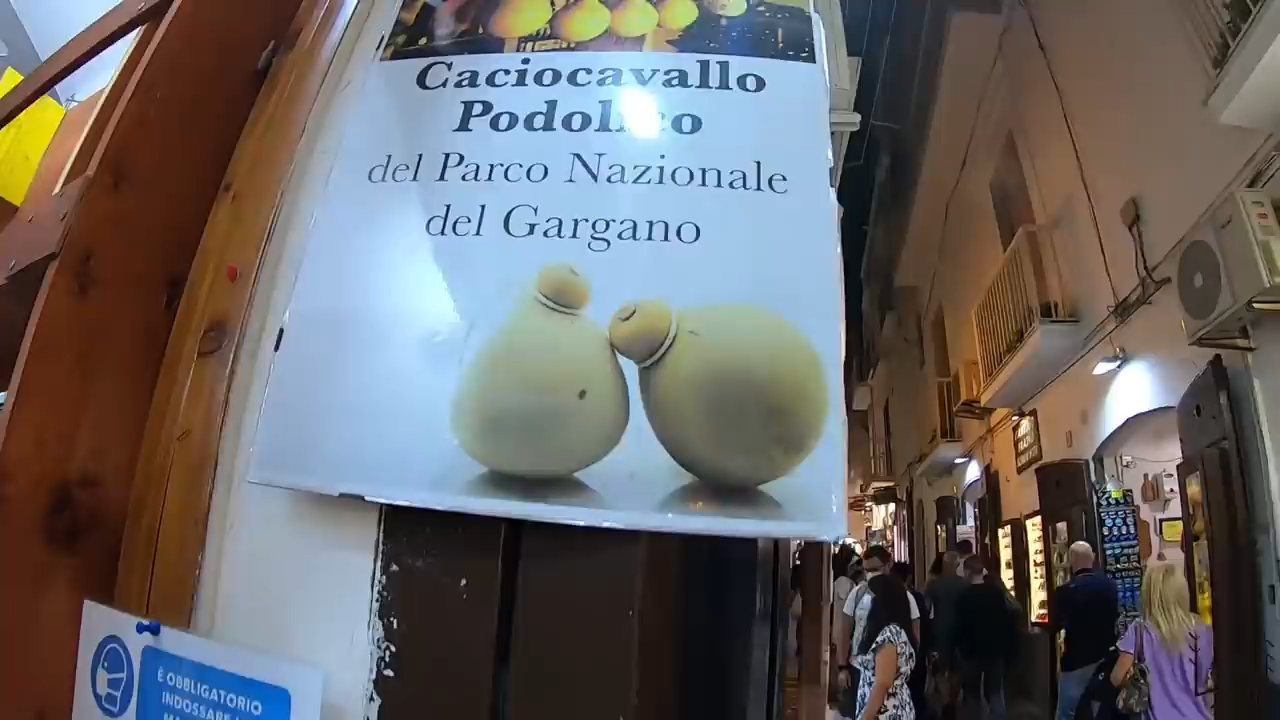 Caciocavallo
Podolico
del Parco Nazionale
del Gargano
È OBBLIGATORIO
INDOSSARE